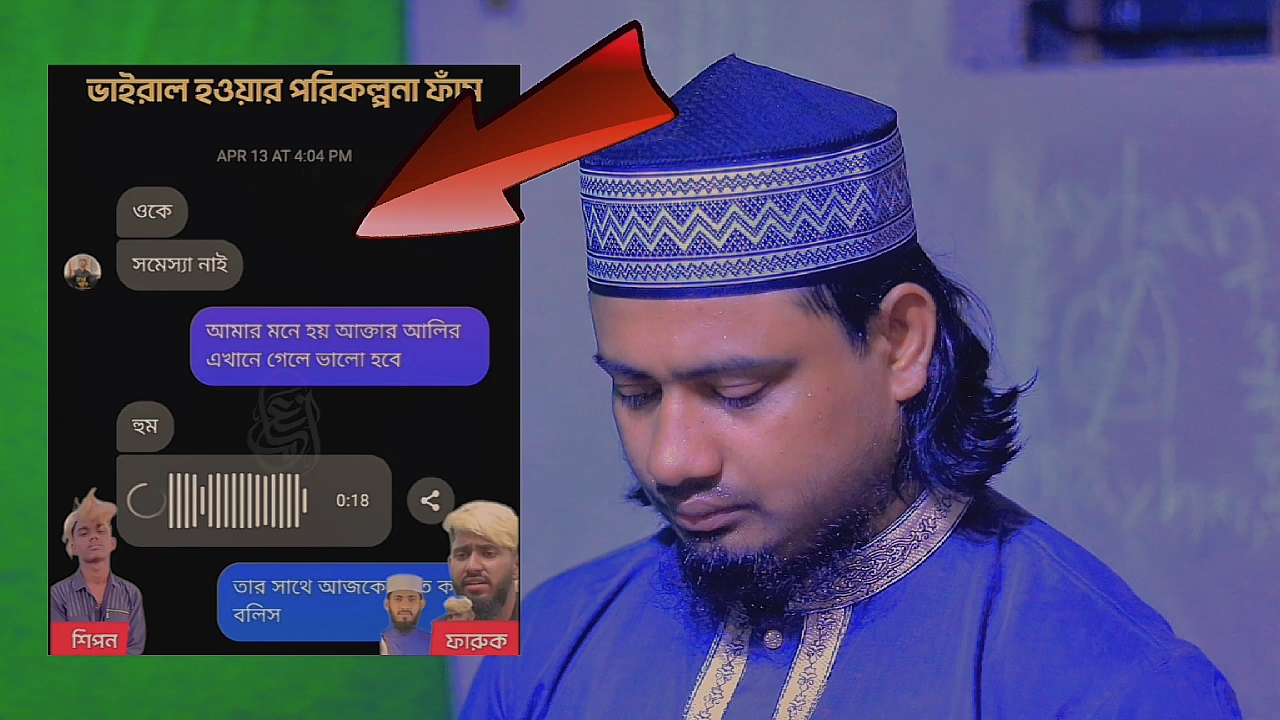 ভাইরাল হওয়ার পরিকল্পনা ফাঁস
APR 13 AT 4:04 PM
ওকে
সমেস্যা নাই
আমার মনে হয় আক্তার আলির
এখানে গেলে ভালো হবে
হুম
0:18
তার সাথে আজকে
বলিস
শিপন
ফারুক